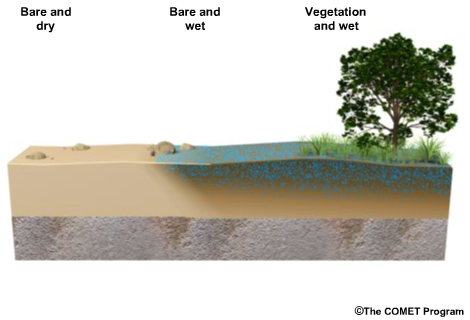 Bare and
dry
Bare and
wet
Vegetation
and wet
©The COMET Program